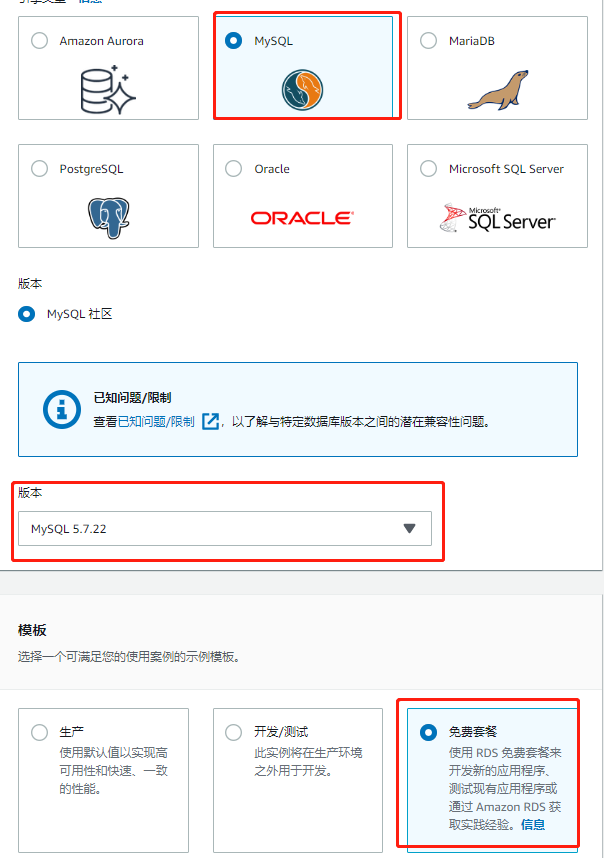 Amazon Aurora
MySQL
MariaDB
PostgreSQL
Oracle
Microsoft SQL Server
ORACLE
Microsoft
SQL Server
版本
MySQL 社区
已知问题/限制
查看已知问题/限制 ,以了解与特定数据库版本之间的潜在兼容性问题。
版本
MySQL 5.7.22
模板
选择一个可满足您的使用案例的示例模板。
生产
使用默认值以实现高
可用性和快速、一致
的性能。
开发/测试
此实例将在生产环境
之外用于开发。
免费套餐
使用 RDS 免费套餐来
开发新的应用程序、
测试现有应用程序或
通过 Amazon RDS 获
取实践经验。信息